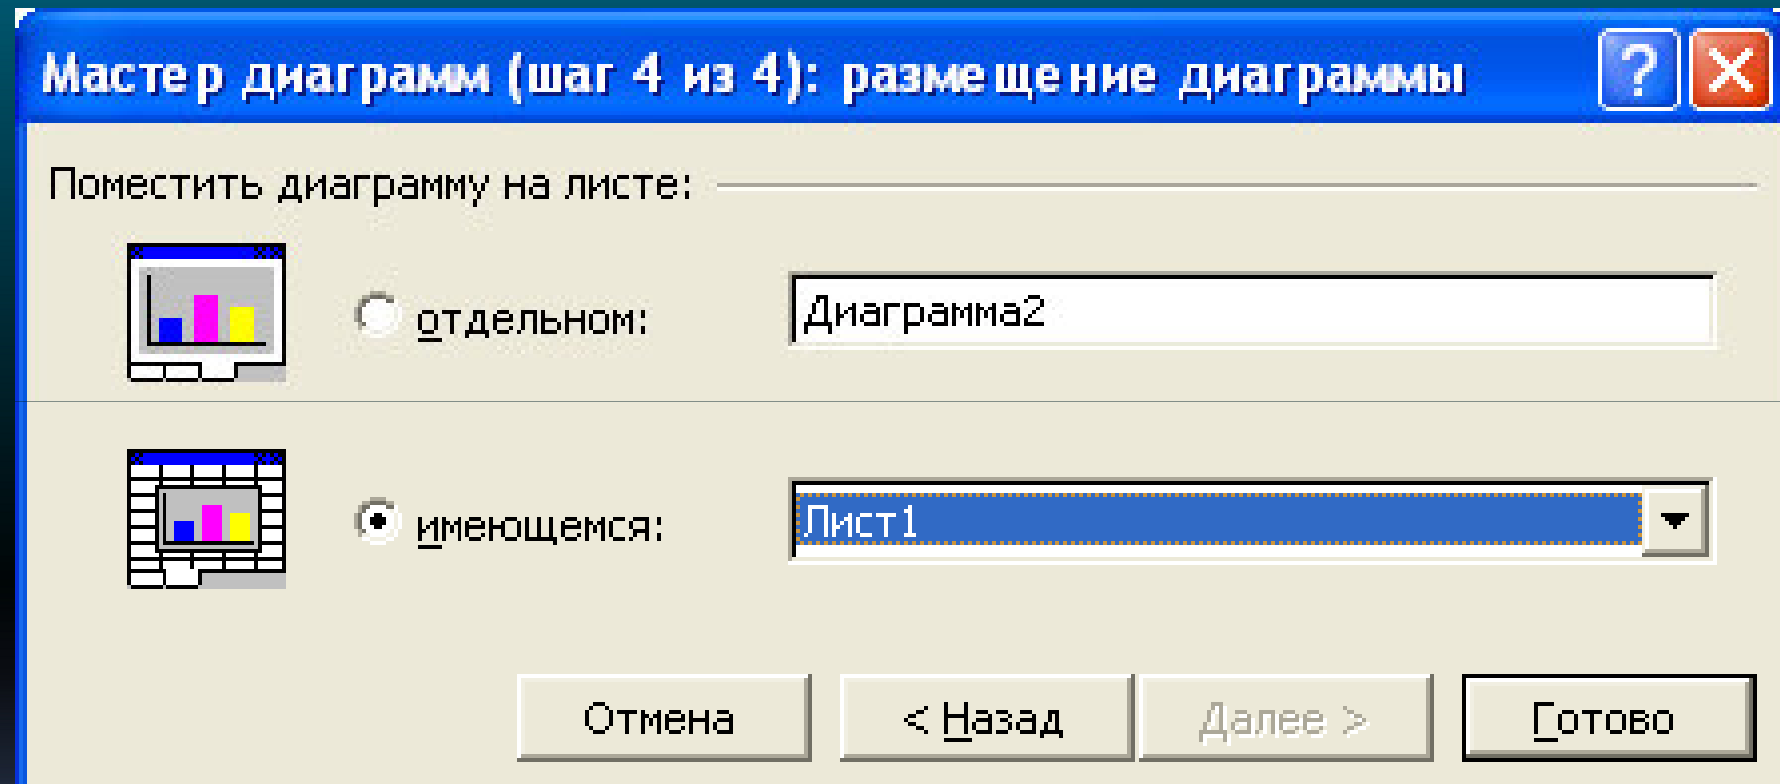 Мастер диаграмм (шаг 4 из 4): размещение диаграммы
Поместить диаграмму на листе:
отдельном: Диаграмма2
имеющемся: Лист1
Отмена < Назад Далее > Готово